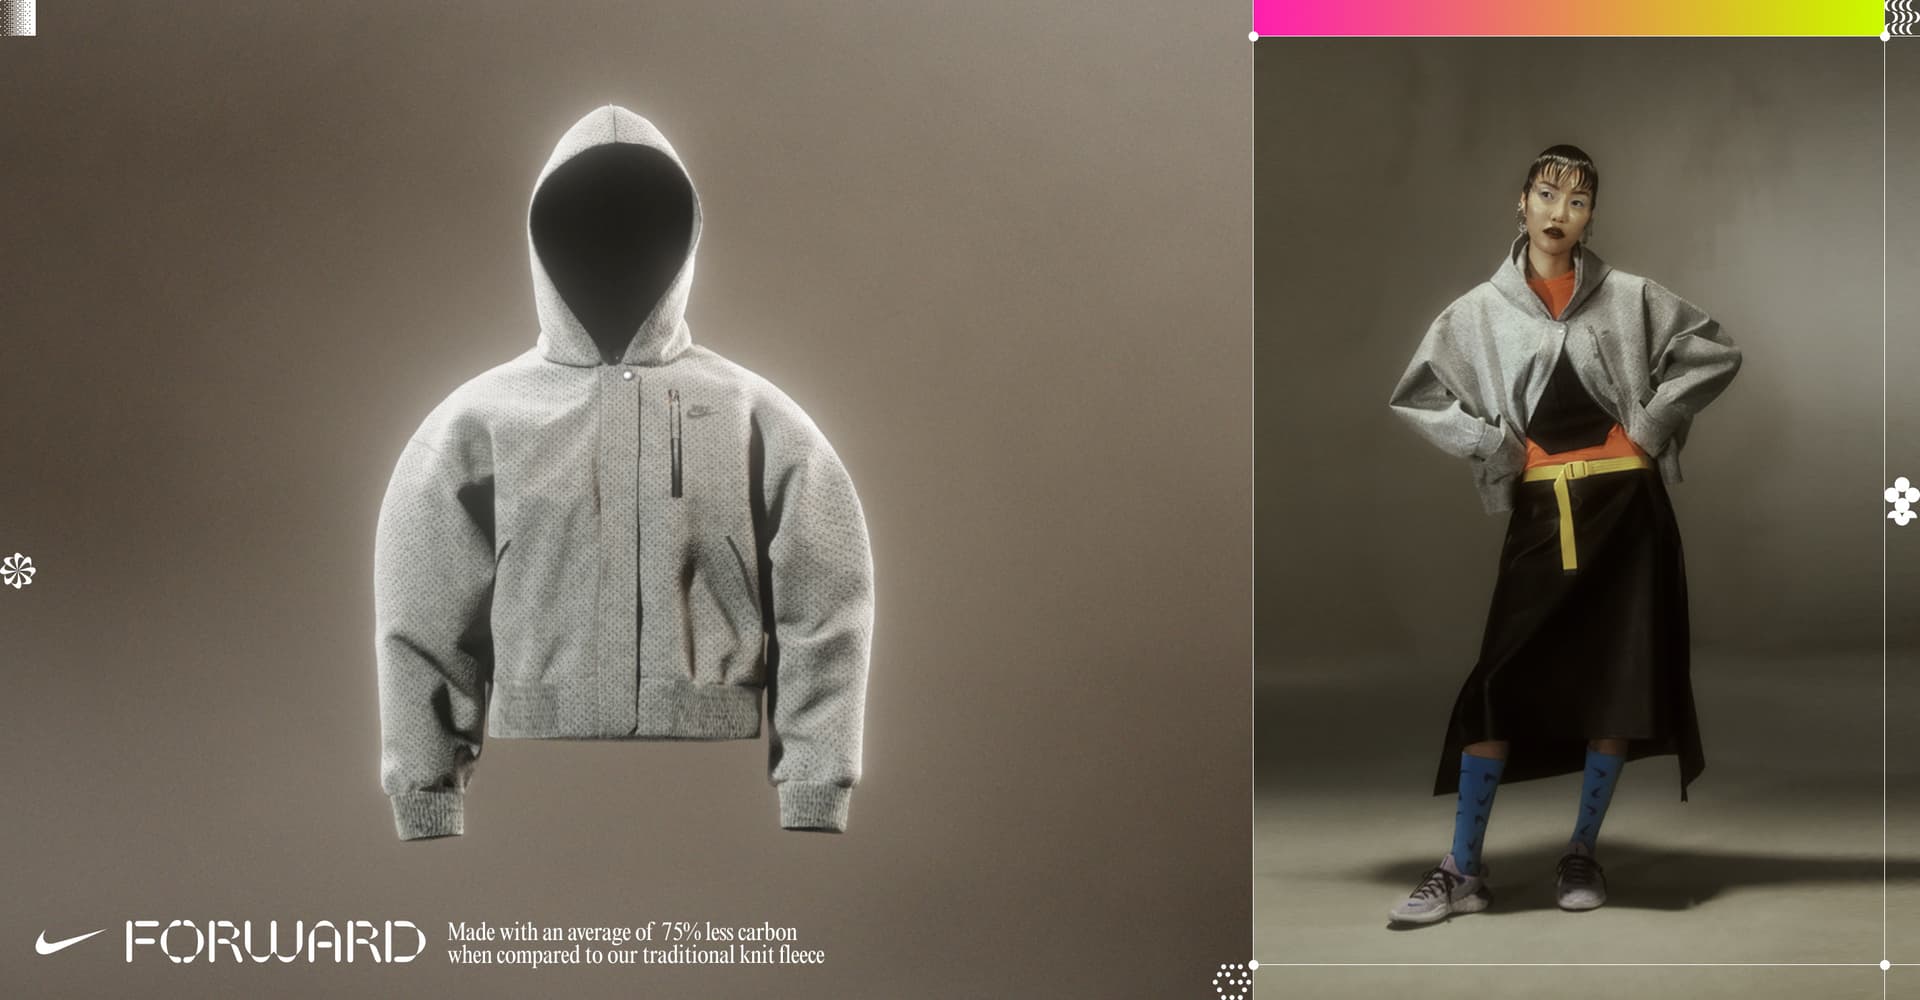 FORWARD
Made with an average of 75% less carbon
when compared to our traditional knit fleece